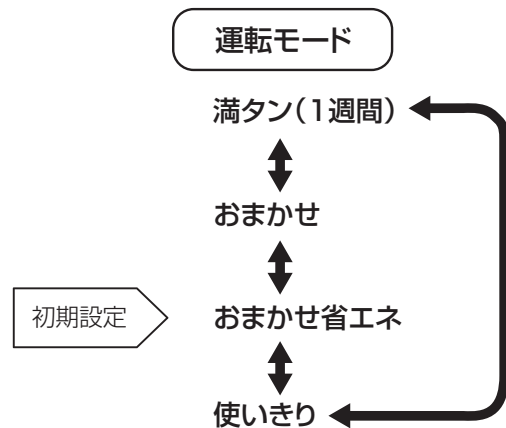 運転モード
満タン（1週間）
おまかせ
初期設定
おまかせ省エネ
使いきり